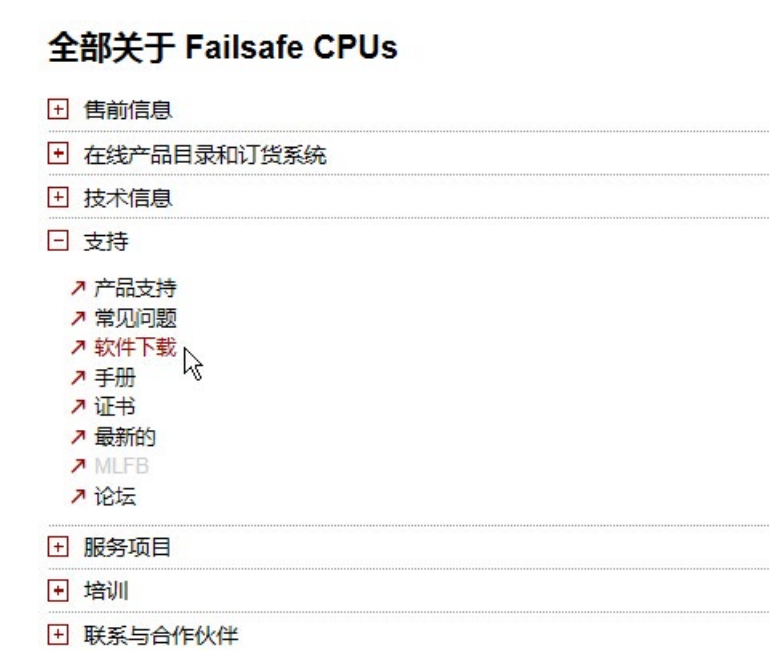 全部关于 Failsafe CPUs
售前信息
在线产品目录和订货系统
技术信息
支持
产品支持
常见问题
软件下载
手册
证书
最新的
MLFB
论坛
服务项目
培训
联系与合作伙伴